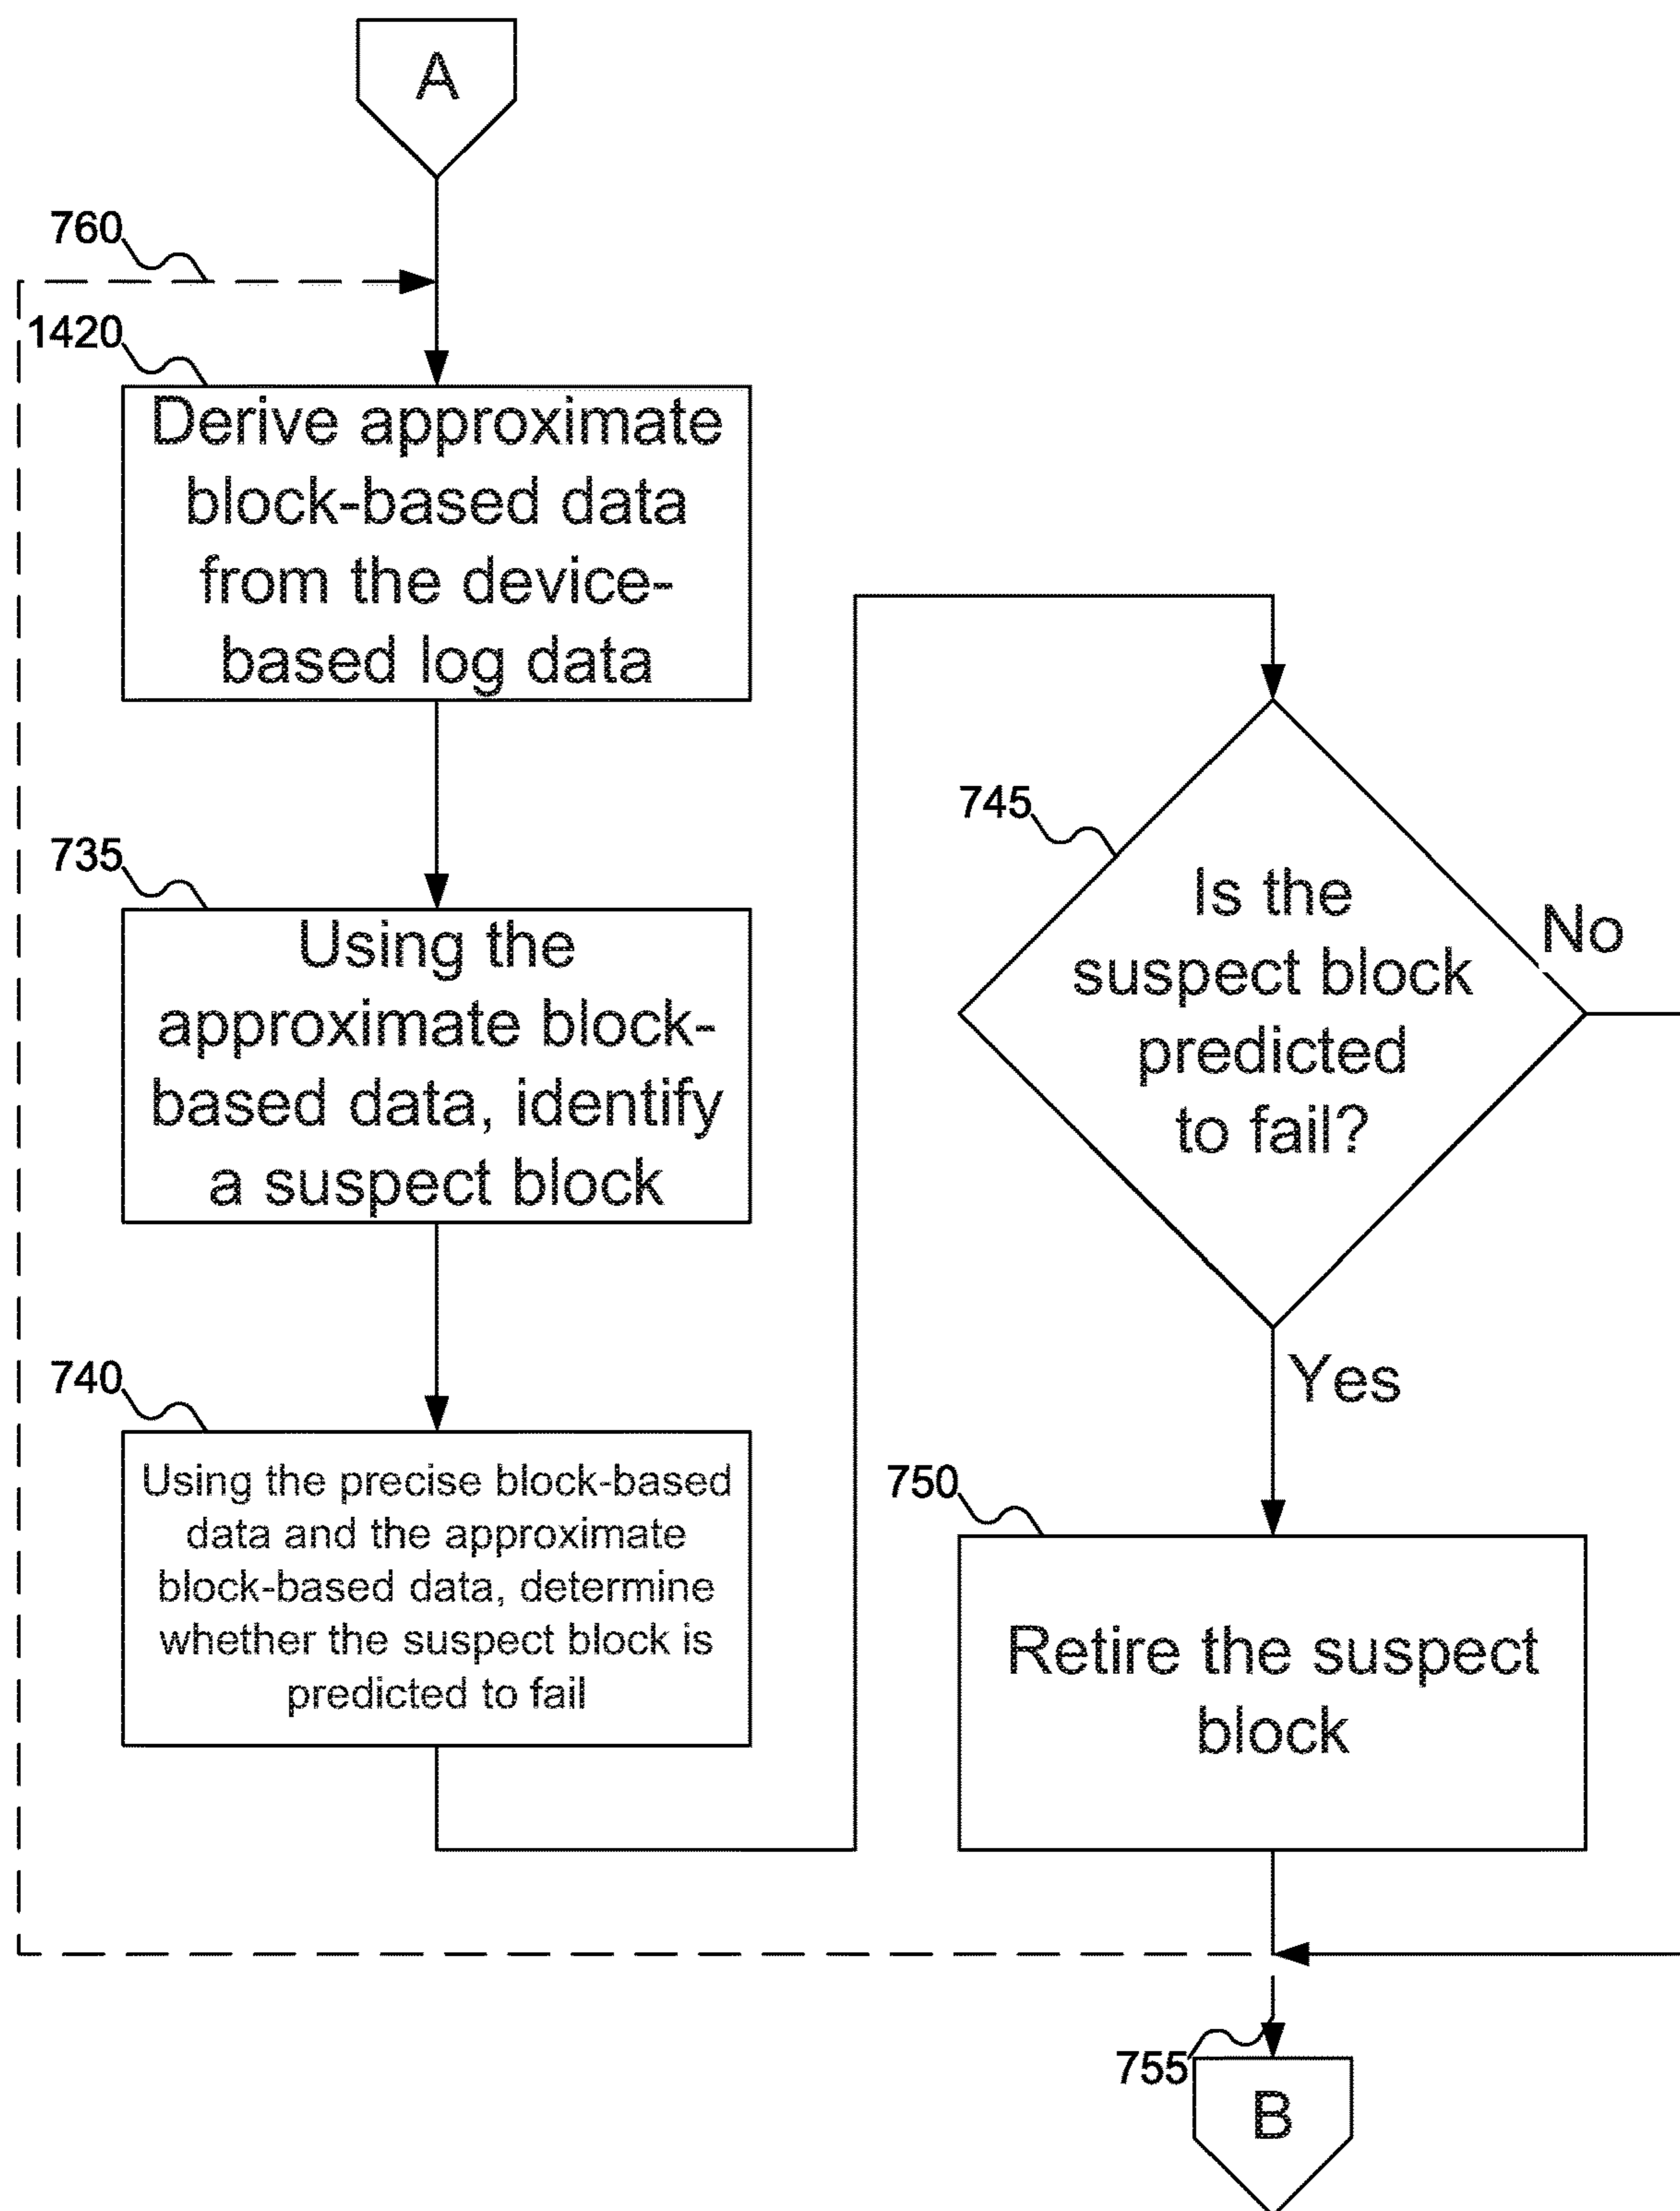 A
760
1420
Derive approximate
block-based data
from the device-
based log data
735
Using the
approximate block-
based data, identify
a suspect block
740
Using the precise block-based
data and the approximate
block-based data, determine
whether the suspect block is
predicted to fail
745
Is the
suspect block
predicted
to fail?
No
Yes
750
Retire the suspect
block
755
B